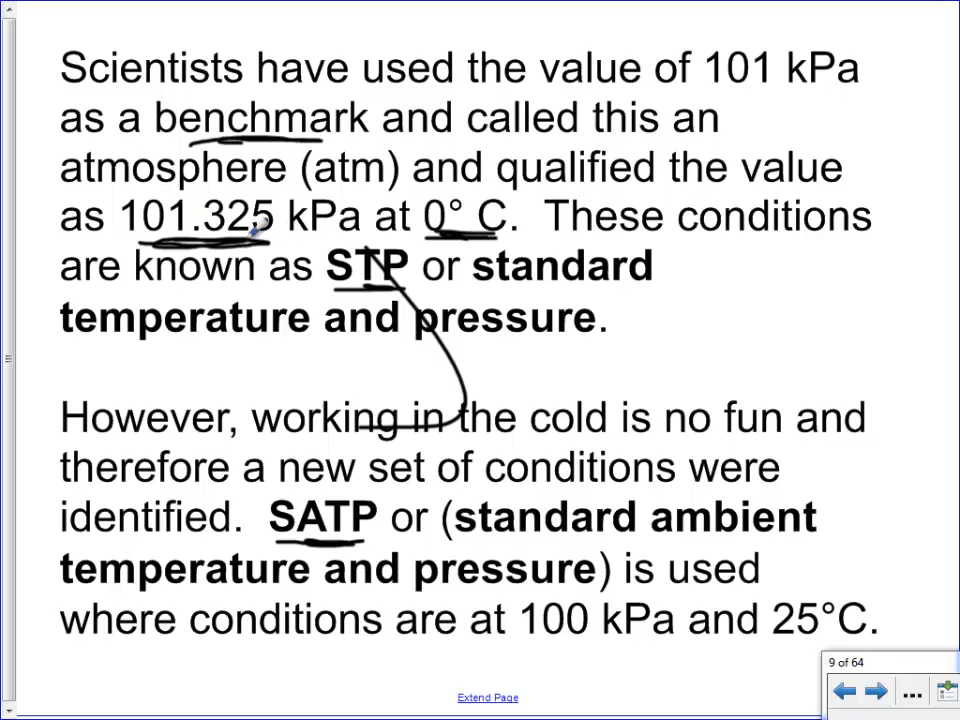 Scientists have used the value of 101 kPa
as a benchmark and called this an
atmosphere (atm) and qualified the value
as 101.325 kPa at 0° C.  These conditions
are known as STP or standard
temperature and pressure.
However, working in the cold is no fun and
therefore a new set of conditions were
identified.  SATP or (standard ambient
temperature and pressure) is used
where conditions are at 100 kPa and 25°C.
9 of 64
...
Extend Page